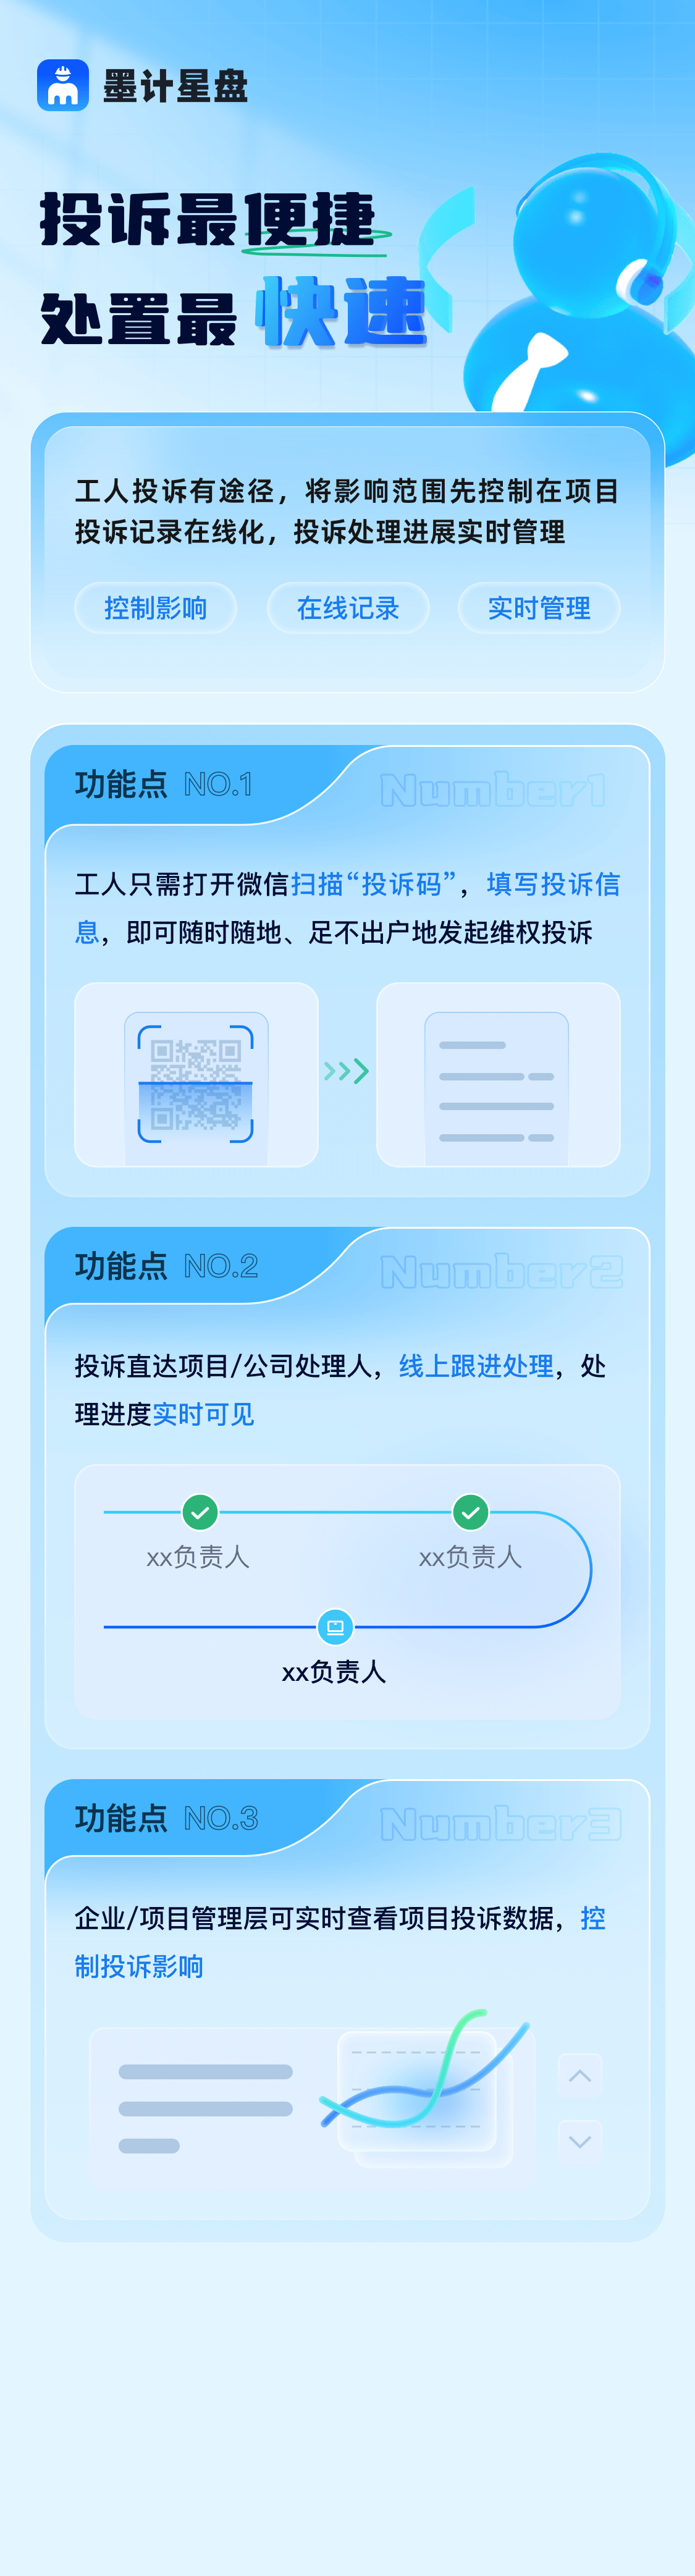 墨计星盘
投诉最便捷
处置最快速
工人投诉有途径，将影响范围先控制在项目
投诉记录在线化，投诉处理进展实时管理
控制影响 在线记录 实时管理
功能点 NO.1 Number1
工人只需打开微信扫描“投诉码”，填写投诉信
息，即可随时随地、足不出户地发起维权投诉
功能点 NO.2 Number2
投诉直达项目/公司处理人，线上跟进处理，处
理进度实时可见
xx负责人 xx负责人
xx负责人
功能点 NO.3 Number3
企业/项目管理层可实时查看项目投诉数据，控
制投诉影响